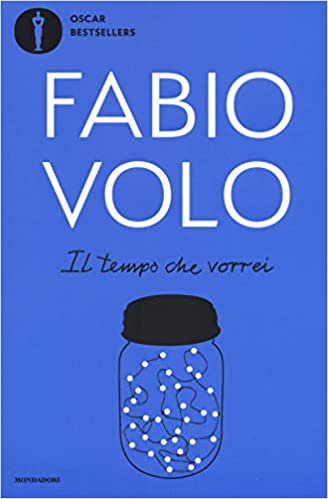 OSCAR
BESTSELLERS
FABIO
VOLO
Il tempo che vorrei
MONDADORI